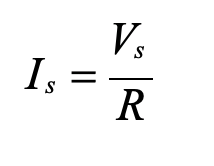 I_s = V_s / R